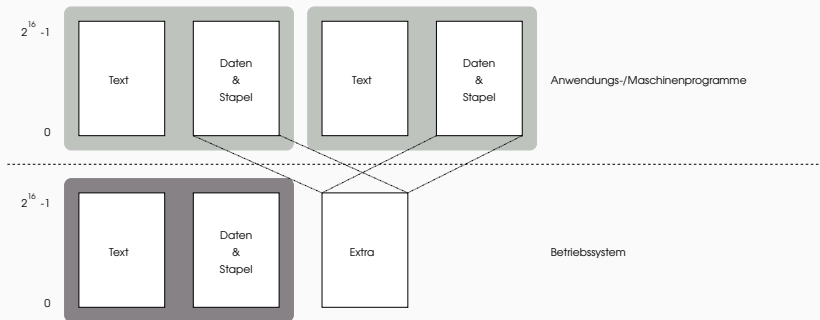 2^16 -1
Text
Daten
&
Stapel
Text
Daten
&
Stapel
Anwendungs-/Maschinenprogramme
0
2^16 -1
Text
Daten
&
Stapel
Extra
Betriebssystem
0